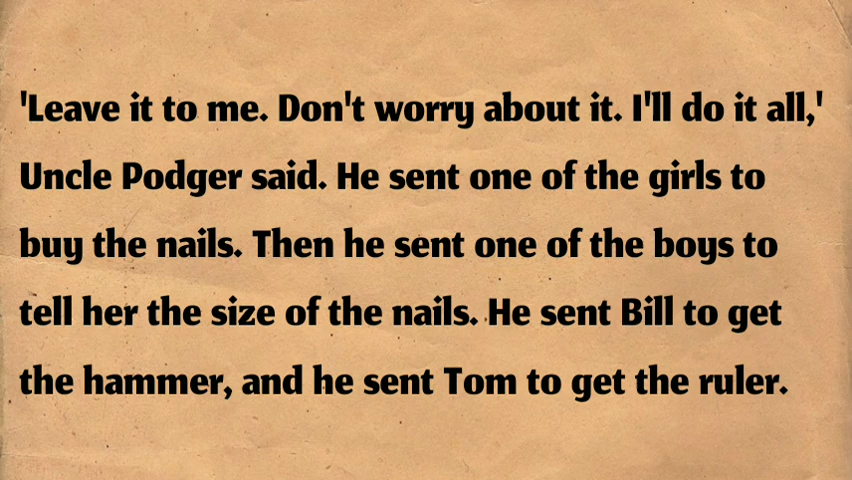 'Leave it to me. Don't worry about it. I'll do it all,'
Uncle Podger said. He sent one of the girls to
buy the nails. Then he sent one of the boys to
tell her the size of the nails. He sent Bill to get
the hammer, and he sent Tom to get the ruler.